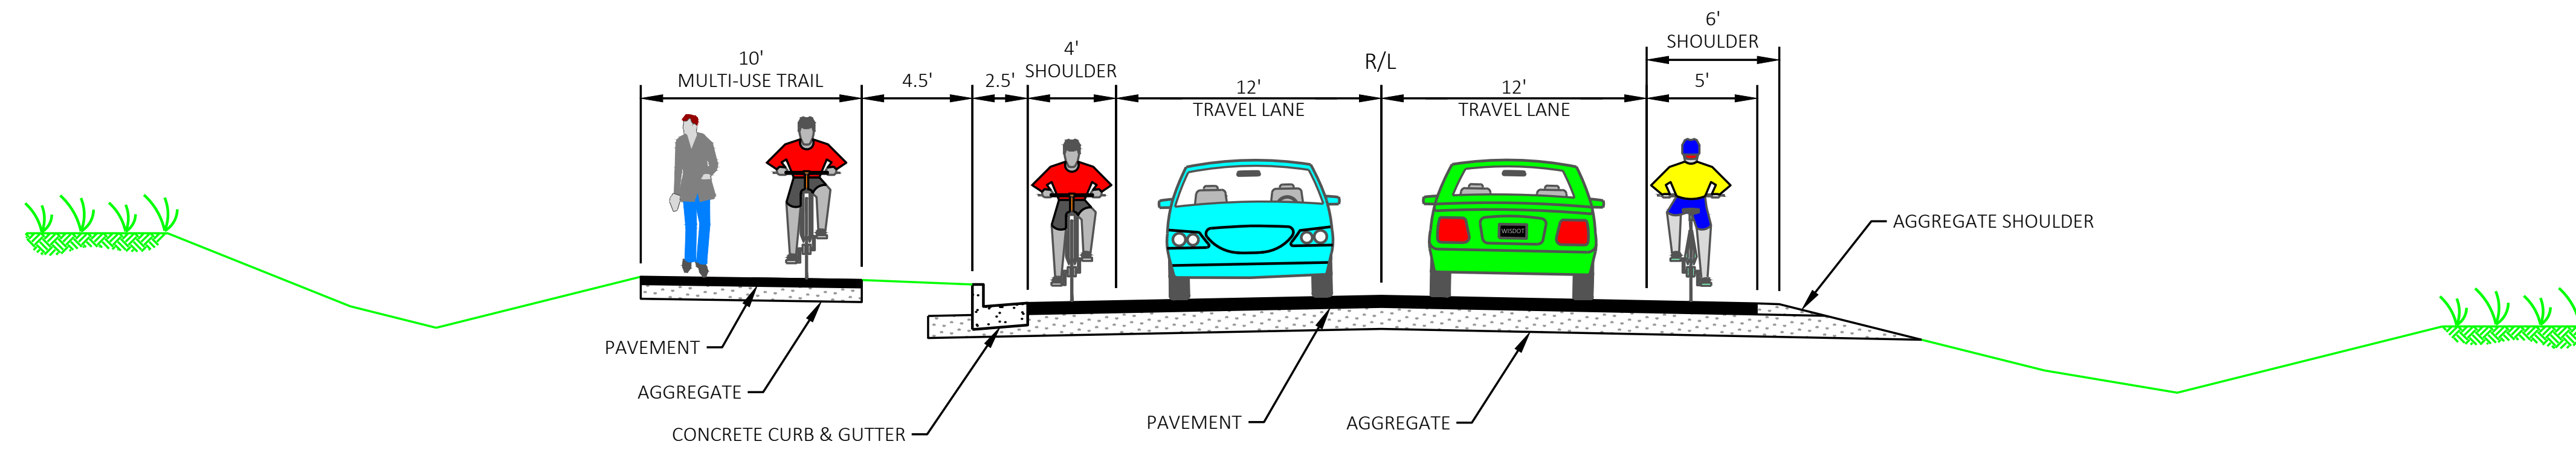 10'
MULTI-USE TRAIL
4.5'
2.5'
4'
SHOULDER
12'
TRAVEL LANE
R/L
12'
TRAVEL LANE
6'
SHOULDER
5'
WISDOT
AGGREGATE SHOULDER
PAVEMENT
AGGREGATE
CONCRETE CURB & GUTTER
PAVEMENT
AGGREGATE